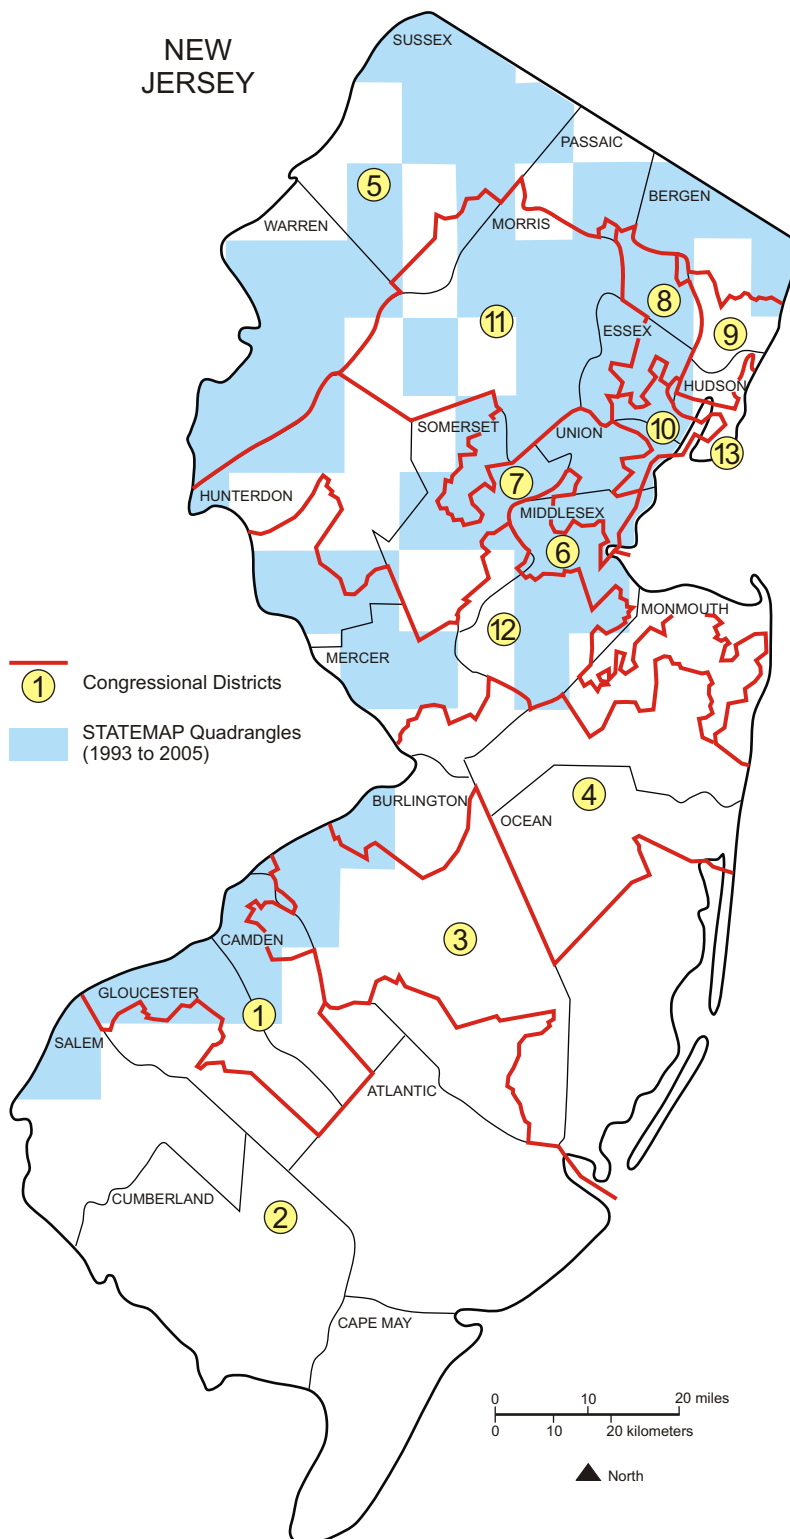 NEW
JERSEY
SUSSEX
PASSAIC
5
BERGEN
WARREN
MORRIS
8
11
ESSEX
9
HUDSON
SOMERSET
UNION
10
13
7
HUNTERDON
MIDDLESEX
6
MONMOUTH
12
MERCER
1 Congressional Districts
STATEMAP Quadrangles
(1993 to 2005)
4
BURLINGTON
OCEAN
3
CAMDEN
GLOUCESTER
1
SALEM
ATLANTIC
CUMBERLAND
2
CAPE MAY
0 10 20 miles
0 10 20 kilometers
North